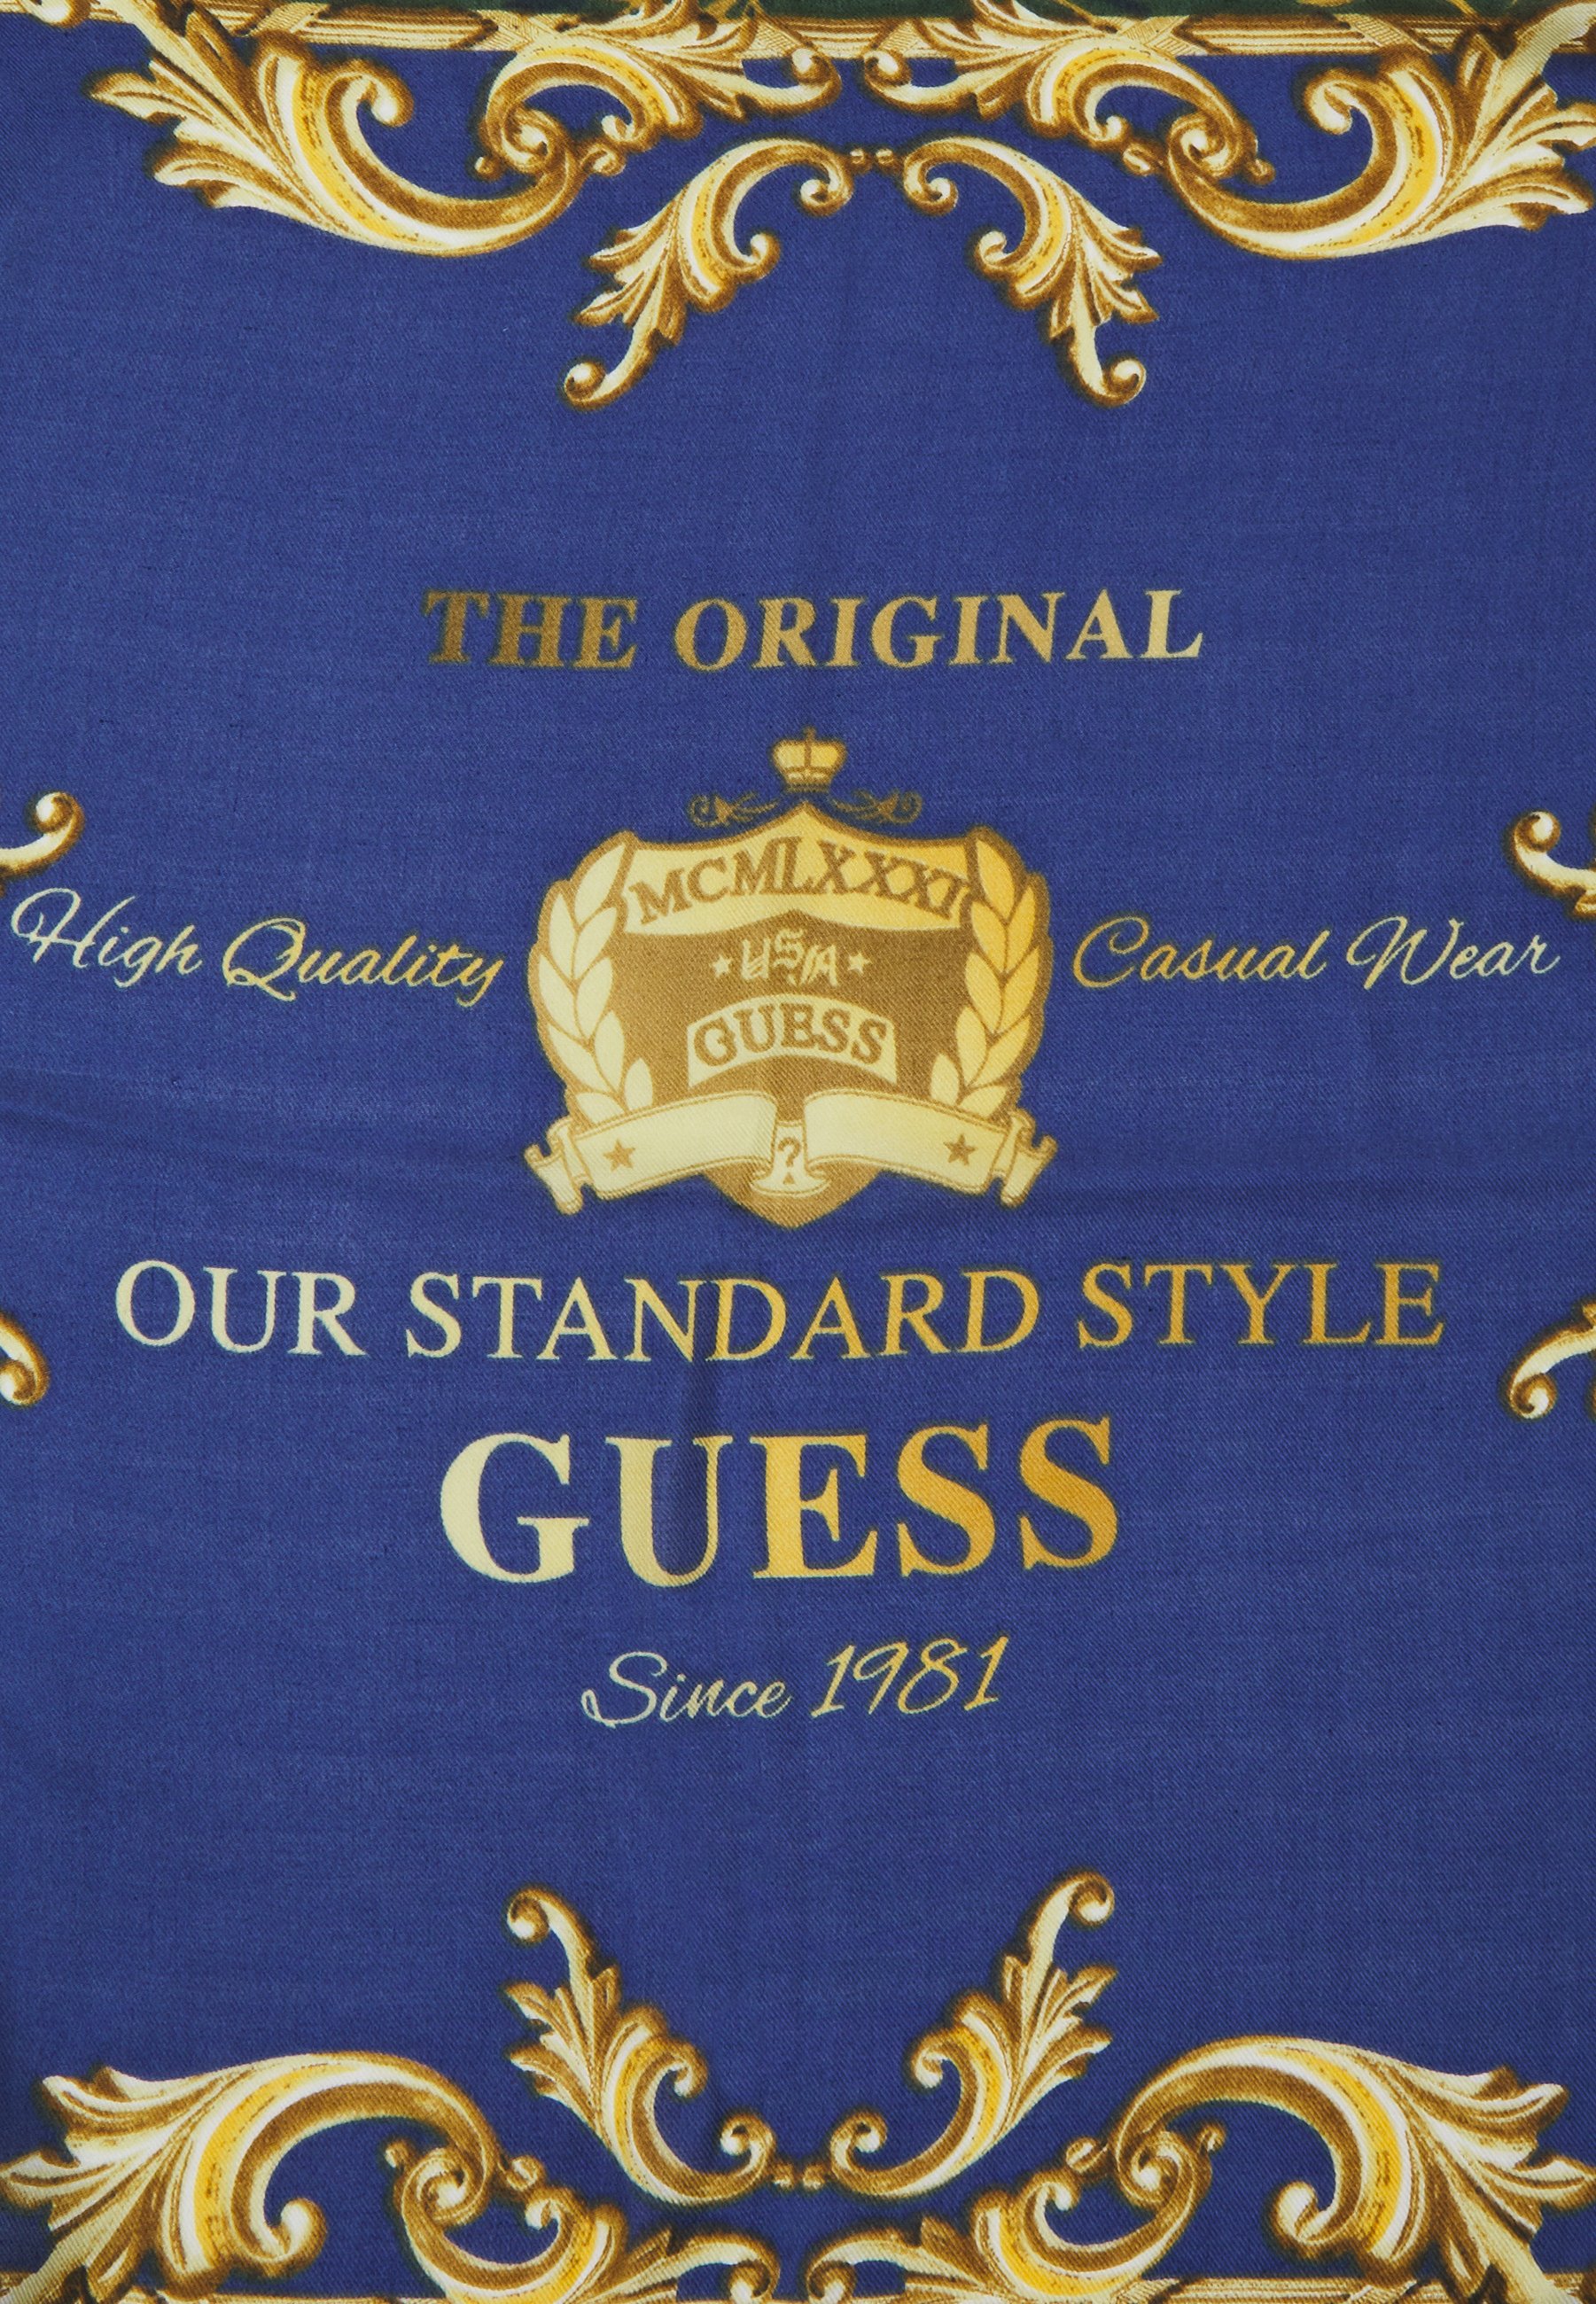 THE ORIGINAL
MCMLXXXI
USA
GUESS
?
High Quality Casual Wear
OUR STANDARD STYLE
GUESS
Since 1981